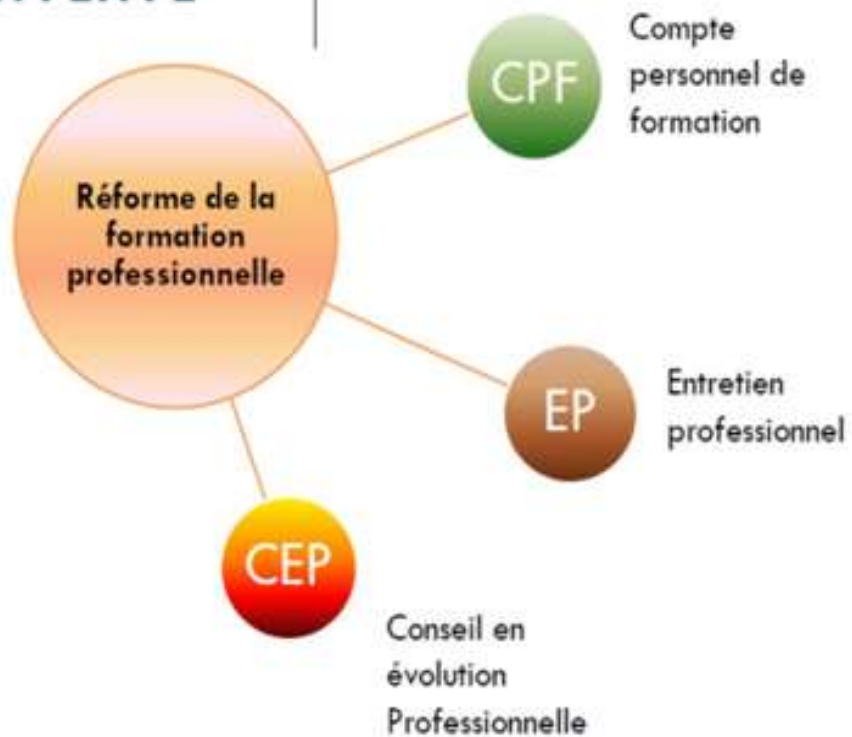 CPF
Compte
personnel de
formation
Réforme de la
formation
professionnelle
EP
Entretien
professionnel
CEP
Conseil en
évolution
Professionnelle